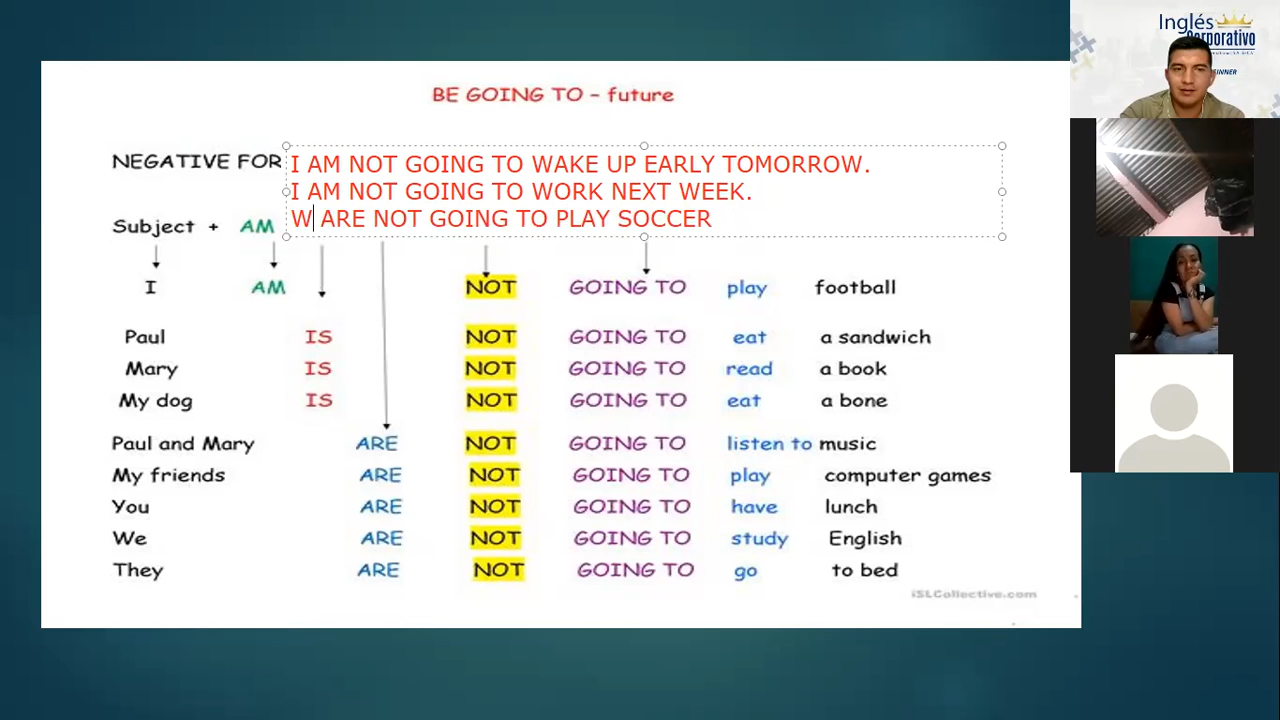 BE GOING TO – future
NEGATIVE FOR
I AM NOT GOING TO WAKE UP EARLY TOMORROW.
I AM NOT GOING TO WORK NEXT WEEK.
W ARE NOT GOING TO PLAY SOCCER
Subject + AM
I AM NOT GOING TO play football
Paul IS NOT GOING TO eat a sandwich
Mary IS NOT GOING TO read a book
My dog IS NOT GOING TO eat a bone
Paul and Mary ARE NOT GOING TO listen to music
My friends ARE NOT GOING TO play computer games
You ARE NOT GOING TO have lunch
We ARE NOT GOING TO study English
They ARE NOT GOING TO go to bed
iSLCollective.com
Inglés
Corporativo